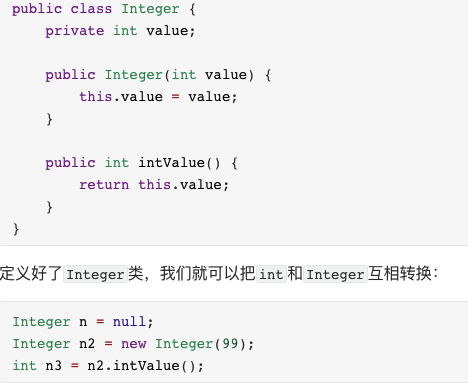 public class Integer {
    private int value;

    public Integer(int value) {
        this.value = value;
    }

    public int intValue() {
        return this.value;
    }
}
定义好了Integer类，我们就可以把int和Integer互相转换：
Integer n = null;
Integer n2 = new Integer(99);
int n3 = n2.intValue();